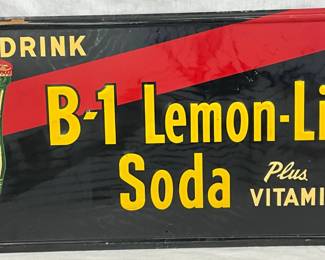 DRINK
B-1 Lemon-Li
Soda Plus
VITAMI